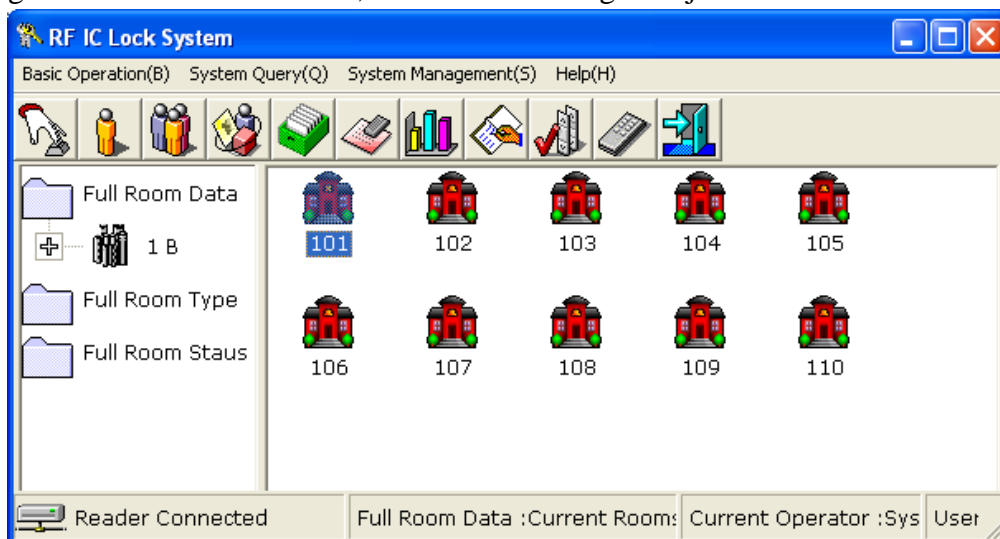 RF IC Lock System
Basic Operation(B) System Query(Q) System Management(S) Help(H)
Full Room Data
1 B
Full Room Type
Full Room Staus
101 102 103 104 105
106 107 108 109 110
Reader Connected Full Room Data :Current Rooms Current Operator :Sys User